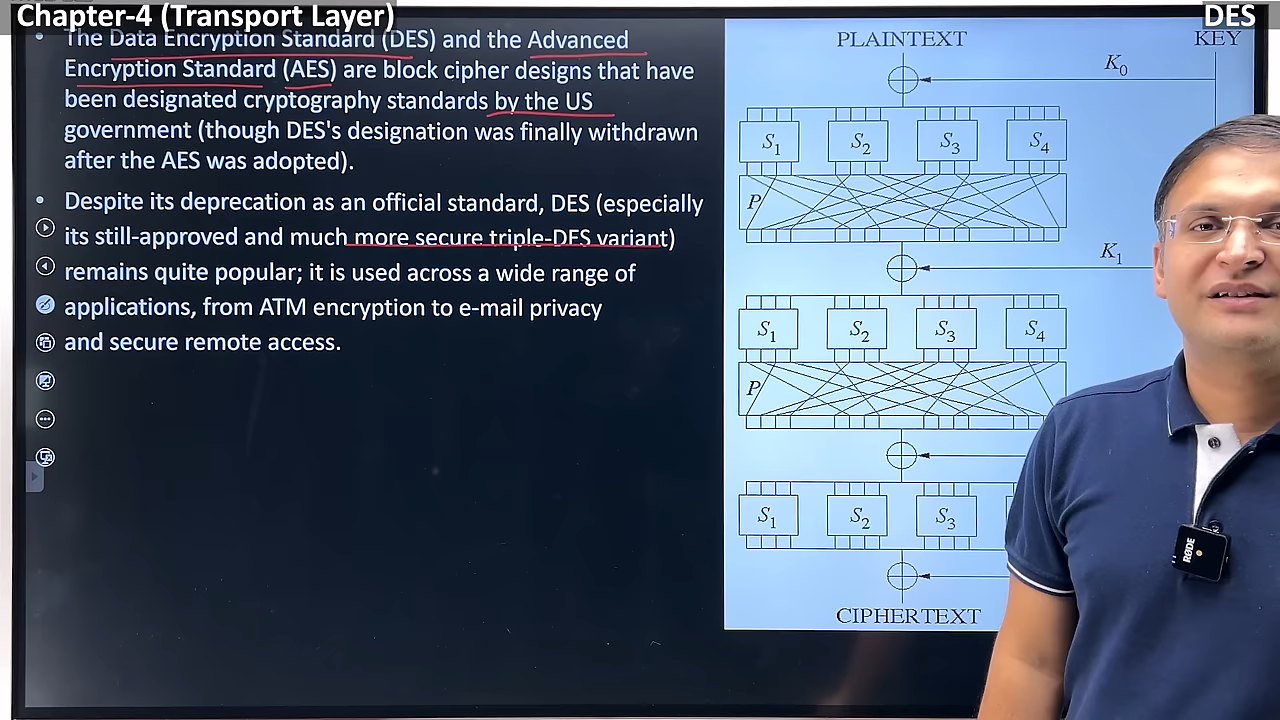 Chapter-4 (Transport Layer)
DES
• The Data Encryption Standard (DES) and the Advanced
Encryption Standard (AES) are block cipher designs that have
been designated cryptography standards by the US
government (though DES's designation was finally withdrawn
after the AES was adopted).
• Despite its deprecation as an official standard, DES (especially
its still-approved and much more secure triple-DES variant)
remains quite popular; it is used across a wide range of
applications, from ATM encryption to e-mail privacy
and secure remote access.
PLAINTEXT KEY
K0
S1 S2 S3 S4
P
K1
S1 S2 S3 S4
P
S1 S2 S3
CIPHERTEXT
RØDE